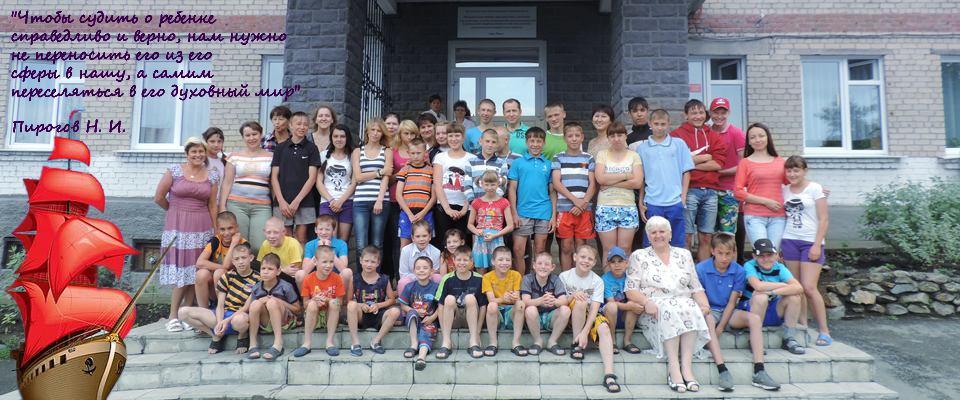 "Чтобы судить о ребенке
справедливо и верно, нам нужно
не переносить его из его
сферы в нашу, а самим
переселяться в его духовный мир"
Пирогов Н. И.